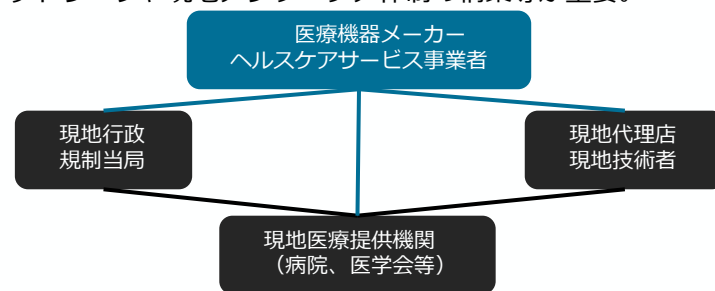 医療機器メーカー
ヘルスケアサービス事業者
現地行政
規制当局
現地代理店
現地技術者
現地医療提供機関
（病院、医学会等）